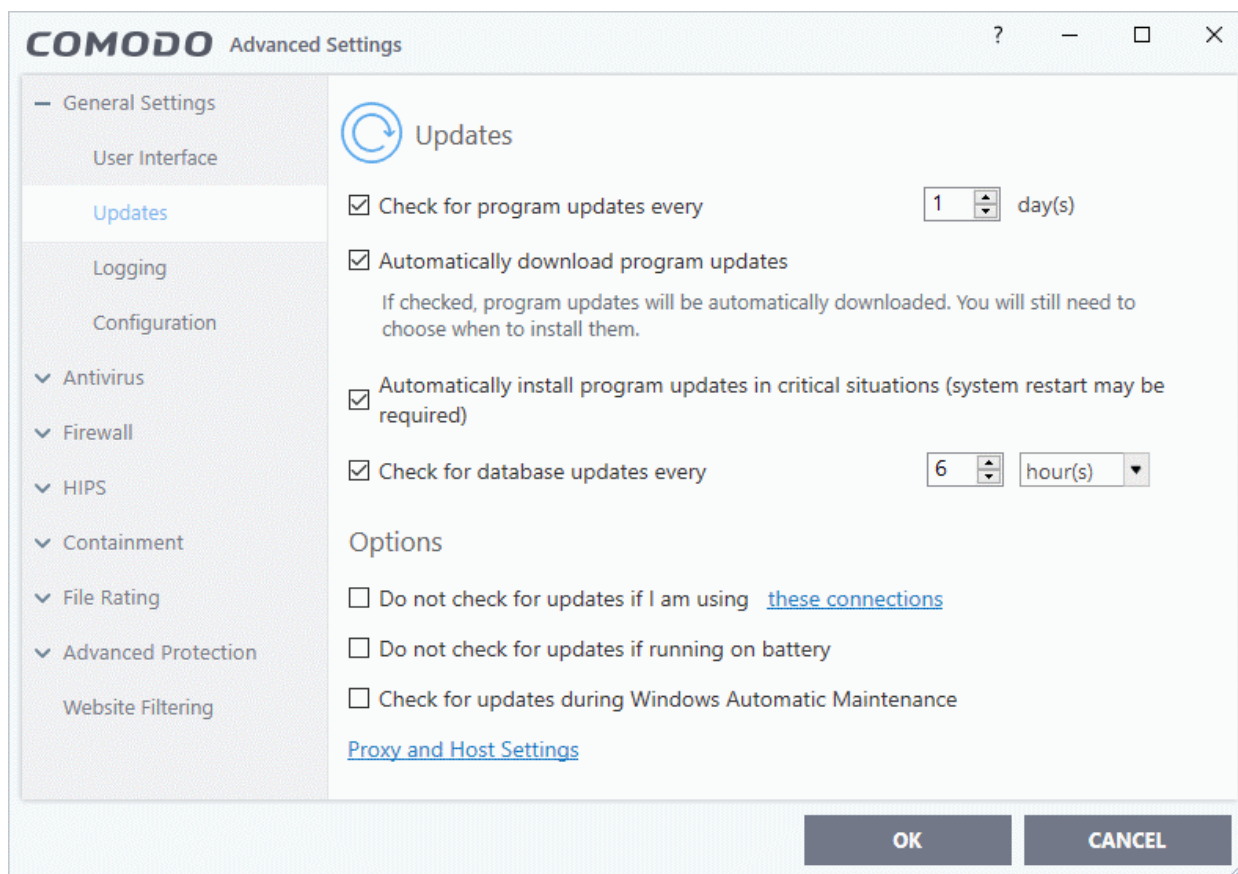 COMODO Advanced Settings ?
General Settings
User Interface
Updates
Logging
Configuration
Antivirus
Firewall
HIPS
Containment
File Rating
Advanced Protection
Website Filtering
Updates
Check for program updates every 1 day(s)
Automatically download program updates
If checked, program updates will be automatically downloaded. You will still need to
choose when to install them.
Automatically install program updates in critical situations (system restart may be
required)
Check for database updates every 6 hour(s)
Options
Do not check for updates if I am using these connections
Do not check for updates if running on battery
Check for updates during Windows Automatic Maintenance
Proxy and Host Settings
OK CANCEL